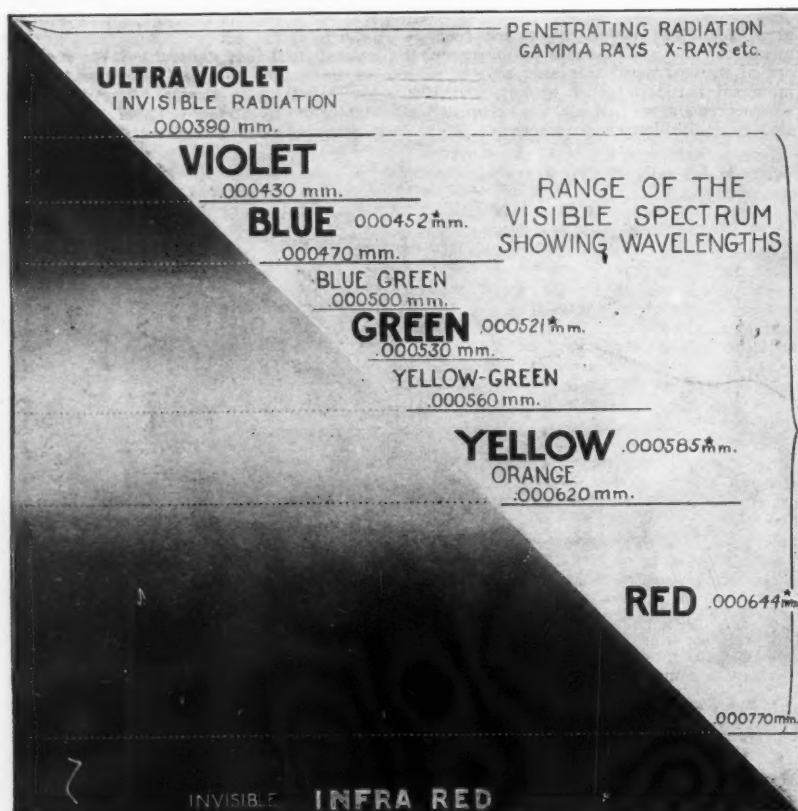 PENETRATING RADIATION
GAMMA RAYS X-RAYS etc.
ULTRA VIOLET
INVISIBLE RADIATION
.000390 mm.
VIOLET
.000430 mm.
RANGE OF THE
VISIBLE SPECTRUM
SHOWING WAVELENGTHS
BLUE .000452* mm.
.000470 mm.
BLUE GREEN
.000500 mm.
GREEN .000521* mm.
.000530 mm.
YELLOW-GREEN
.000560 mm.
YELLOW .000585* mm.
ORANGE
.000620 mm.
RED .000644* mm.
.000770 mm.
INVISIBLE INFRA RED